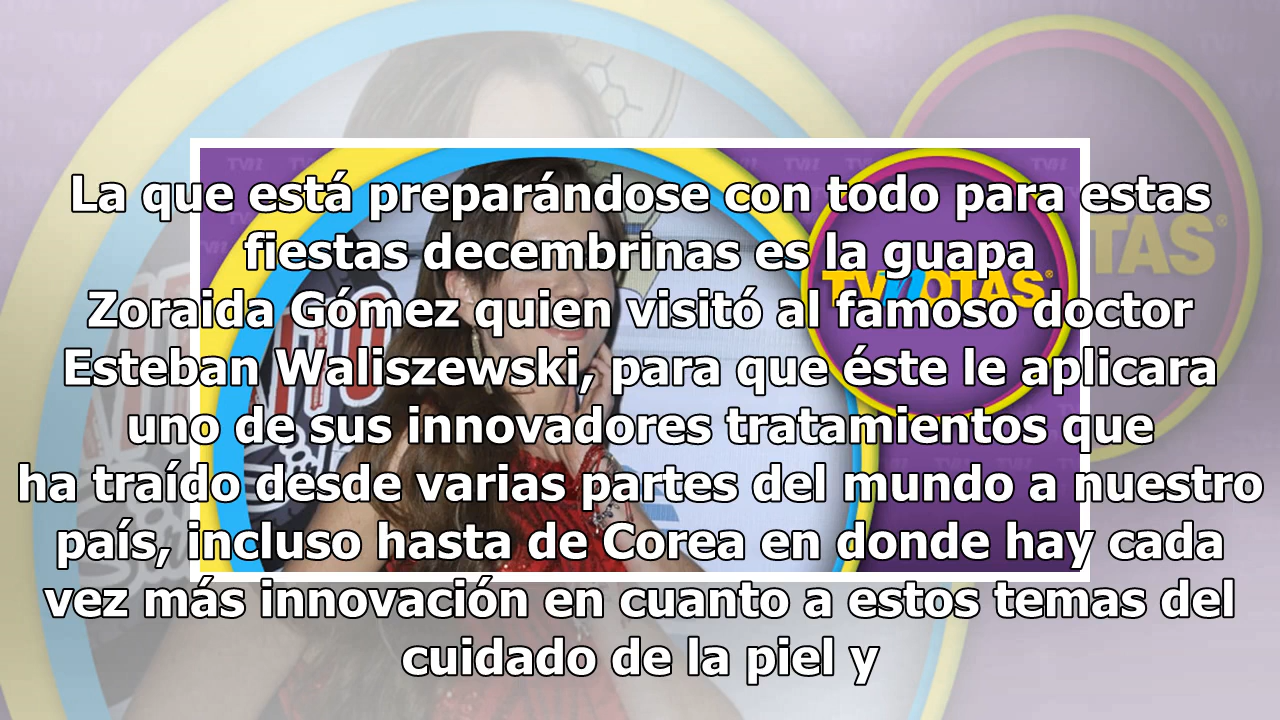 La que está preparándose con todo para estas
fiestas decembrinas es la guapa
Zoraida Gómez quien visitó al famoso doctor
Esteban Waliszewski, para que éste le aplicara
uno de sus innovadores tratamientos que
ha traído desde varias partes del mundo a nuestro
país, incluso hasta de Corea en donde hay cada
vez más innovación en cuanto a estos temas del
cuidado de la piel y
TVNOTAS®
TAS®